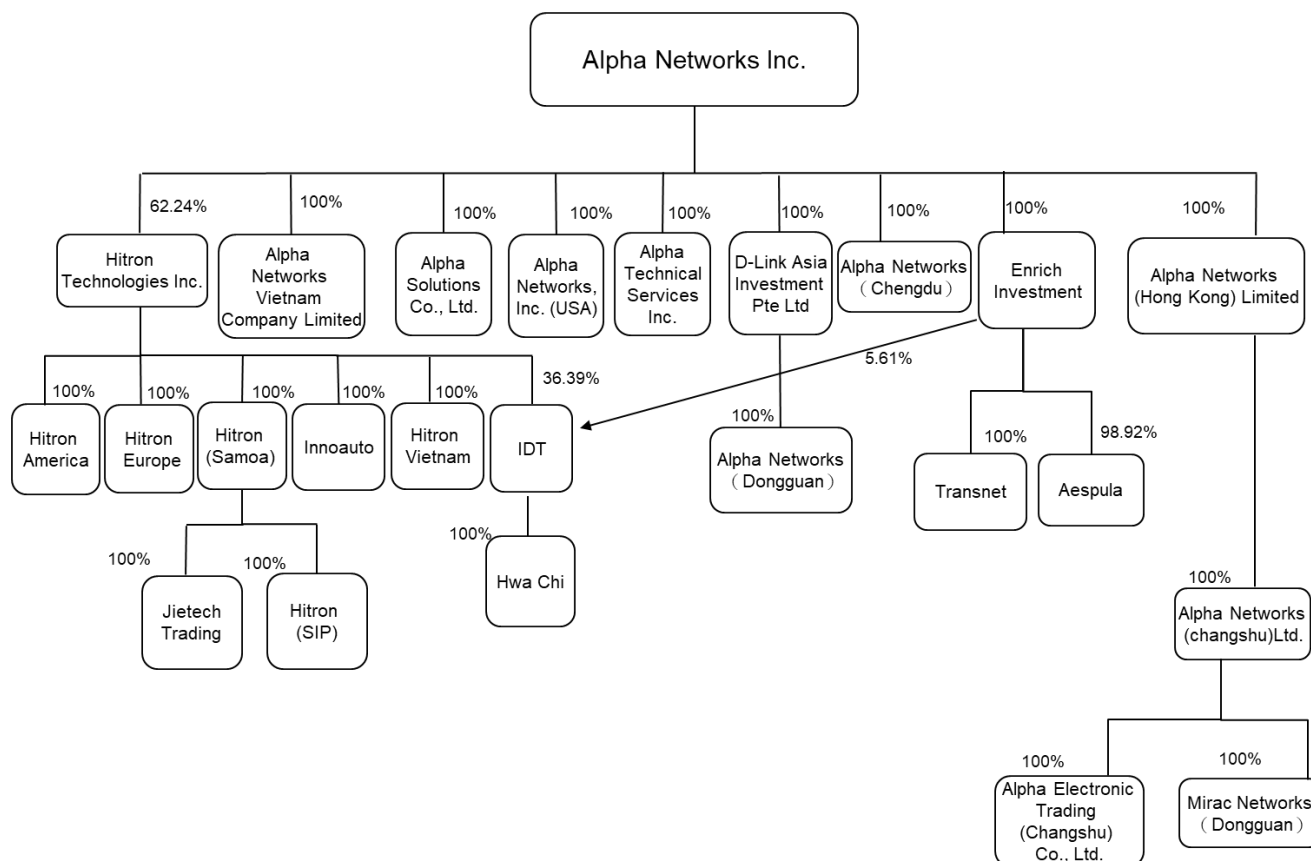 Alpha Networks Inc.
62.24%
100%
100%
100%
100%
100%
100%
100%
100%
Hitron
Technologies Inc.
Alpha
Networks
Vietnam
Company Limited
Alpha
Solutions
Co., Ltd.
Alpha
Networks,
Inc. (USA)
Alpha
Technical
Services
Inc.
D-Link Asia
Investment
Pte Ltd
Alpha Networks
（Chengdu）
Enrich
Investment
Alpha Networks
(Hong Kong) Limited
100%
100%
100%
100%
100%
36.39%
5.61%
Hitron
America
Hitron
Europe
Hitron
(Samoa)
Innoauto
Hitron
Vietnam
IDT
100%
Alpha Networks
（Dongguan）
100%
98.92%
Transnet
Aespula
100%
100%
100%
Jietech
Trading
Hitron
(SIP)
Hwa Chi
100%
Alpha Networks
(changshu)Ltd.
100%
100%
Alpha Electronic
Trading
(Changshu)
Co., Ltd.
Mirac Networks
（Dongguan）